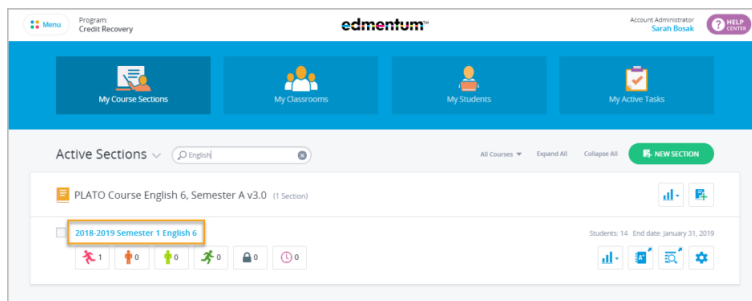 Menu
Program
Credit Recovery
edmentum™
Account Administrator
Sarah Bosak
? HELP CENTER
My Course Sections
My Classrooms
My Students
My Active Tasks
Active Sections
English
All Courses
Expand All
Collapse All
NEW SECTION
PLATO Course English 6, Semester A v3.0 (1 Section)
2018-2019 Semester 1 English 6
Students: 14 End date: January 31, 2019
1
0
0
0
0
0